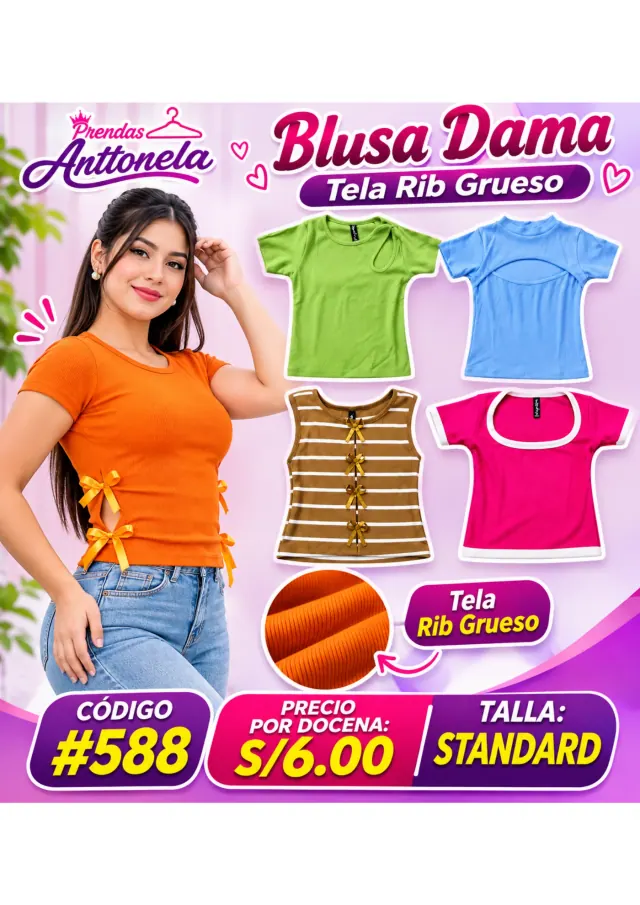 Prendas
Anttonela
Blusa Dama
Tela Rib Grueso
Tela
Rib Grueso
CÓDIGO
#588
PRECIO
POR DOCENA:
S/6.00
TALLA:
STANDARD